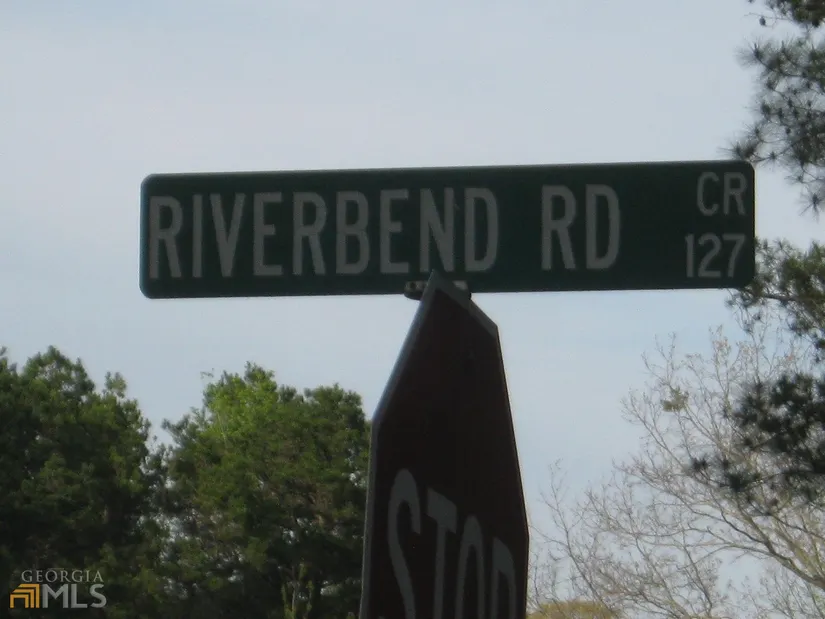 RIVERBEND RD CR
127
STOP
GEORGIA
MLS